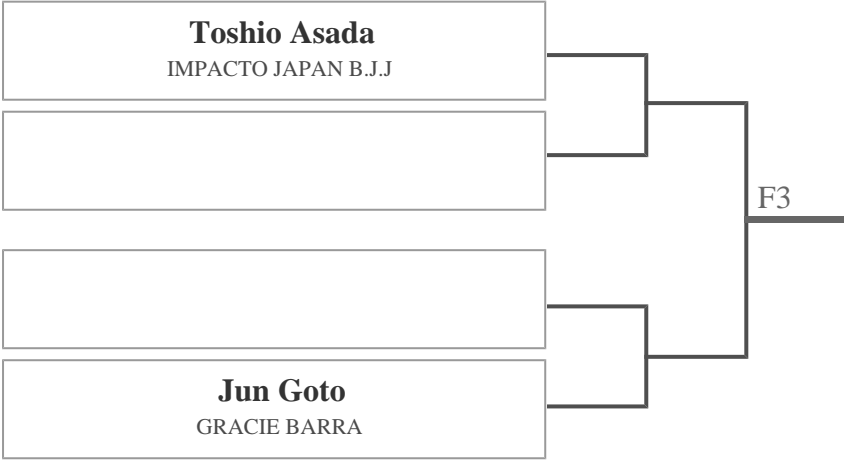 Toshio Asada
IMPACTO JAPAN B.J.J
F3
Jun Goto
GRACIE BARRA